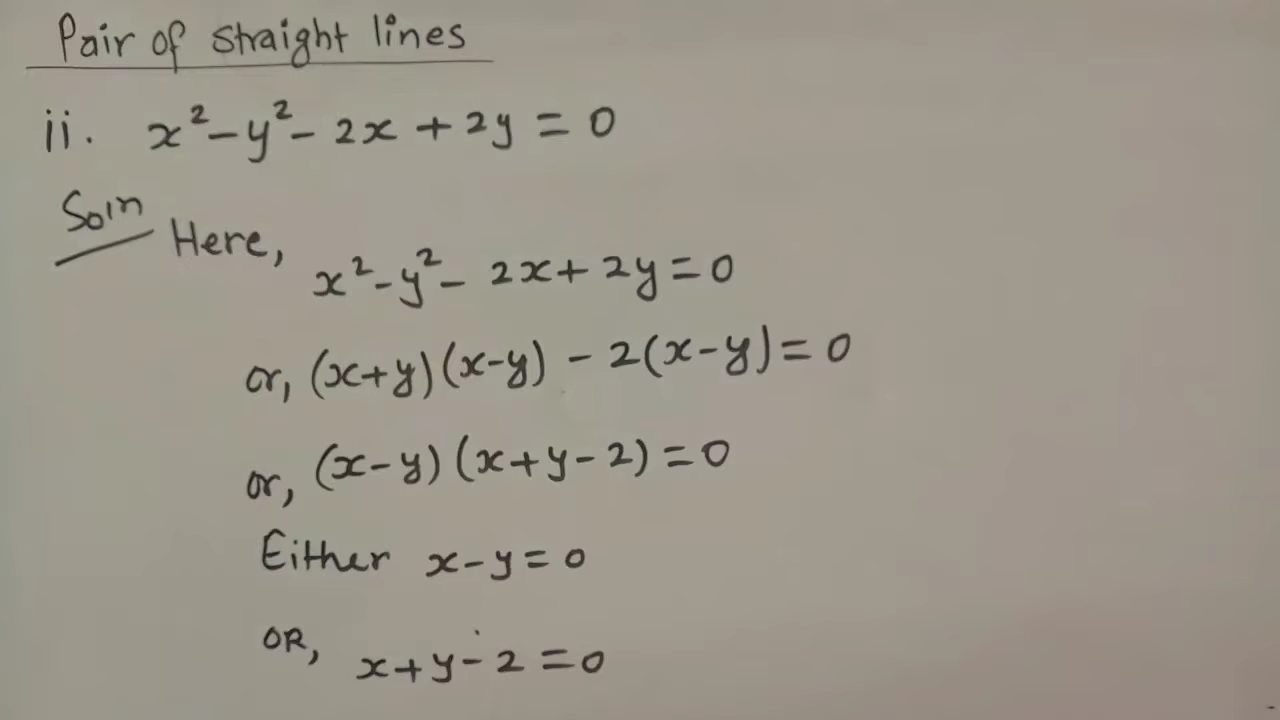 Pair of straight lines
ii. x²-y²-2x+2y=0
Soln
Here,
x²-y²-2x+2y=0
or, (x+y)(x-y)-2(x-y)=0
or, (x-y)(x+y-2)=0
Either x-y=0
OR, x+y-2=0